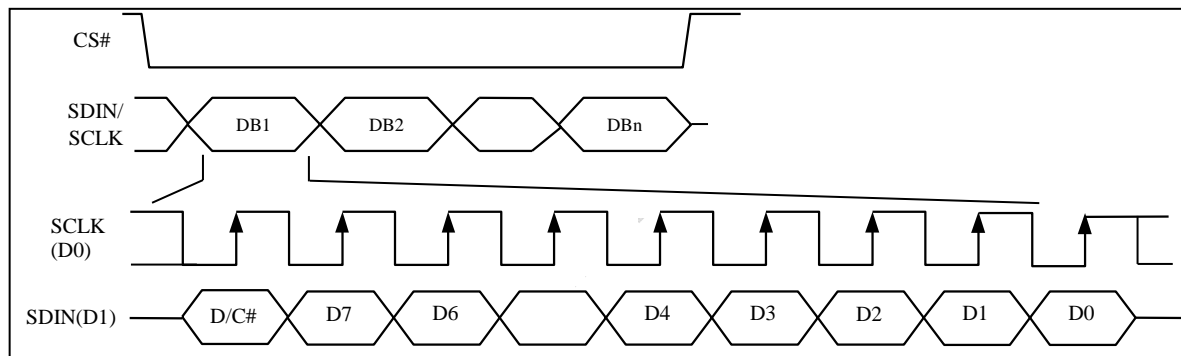 CS#
SDIN/
SCLK
DB1 DB2 DBn
SCLK
(D0)
SDIN(D1) D/C# D7 D6 D4 D3 D2 D1 D0